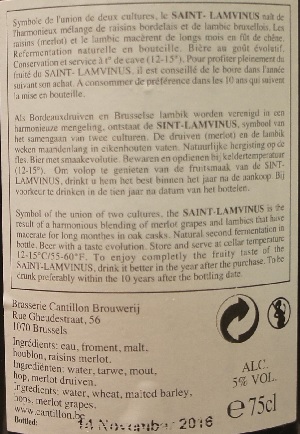 Symbole de l'union de deux cultures, le SAINT- LAMVINUS naît de
l'harmonieux mélange de raisins bordelais et de lambic bruxellois. Les
raisins (merlot) et le lambic macèrent de longs mois en fût de chêne.
Refermentation naturelle en bouteille. Bière au goût évolutif.
Conservation et service à t° de cave (12-15°). Pour profiter pleinement du
fruité du SAINT- LAMVINUS, il est conseillé de le boire dans l'année
suivant son achat. A consommer de préférence dans les 10 ans qui suivent
la mise en bouteille.
Als Bordeauxdruiven en Brusselse lambik worden verenigd in een
harmonieuze mengeling, ontstaat de SINT-LAMVINUS, symbool van
het samengaan van twee culturen. De druiven (merlot) en de lambik
weken maandenlang in eikenhouten vaten. Natuurlijke hergisting op de
fles. Bier met smaakevolutie. Bewaren en opdienen bij keldertemperatuur
(12-15°). Om volop te genieten van de fruitsmaak van de SINT-
LAMVINUS, drinkt u hem het best binnen het jaar na de aankoop. Bij
voorkeur te drinken in de tien jaar na datum van het bottelen.
Symbol of the union of two cultures, the SAINT-LAMVINUS is the
result of a harmonious blending of merlot grapes and lambics that have
macerate for long monthes in oak casks. Natural second fermentation in
bottle. Beer with a taste evolution. Store and serve at cellar temperature
12-15°C/55-60°F. To enjoy completly the fruity taste of the
SAINT-LAMVINUS, drink it better in the year after the purchase. To be
drunk preferably within the 10 years after the bottling date.
Brasserie Cantillon Brouwerij
Rue Gheudestraat, 56
1070 Brussels
Ingrédients: eau, froment, malt,
houblon, raisins merlot.
Ingrediënten: water, tarwe, mout,
hop, merlot druiven.
Ingredients: water, wheat, malted barley,
hops, merlot grapes.
www.cantillon.be
Bottled: 14 November 2016
ALC.
5% VOL.
e 75cl